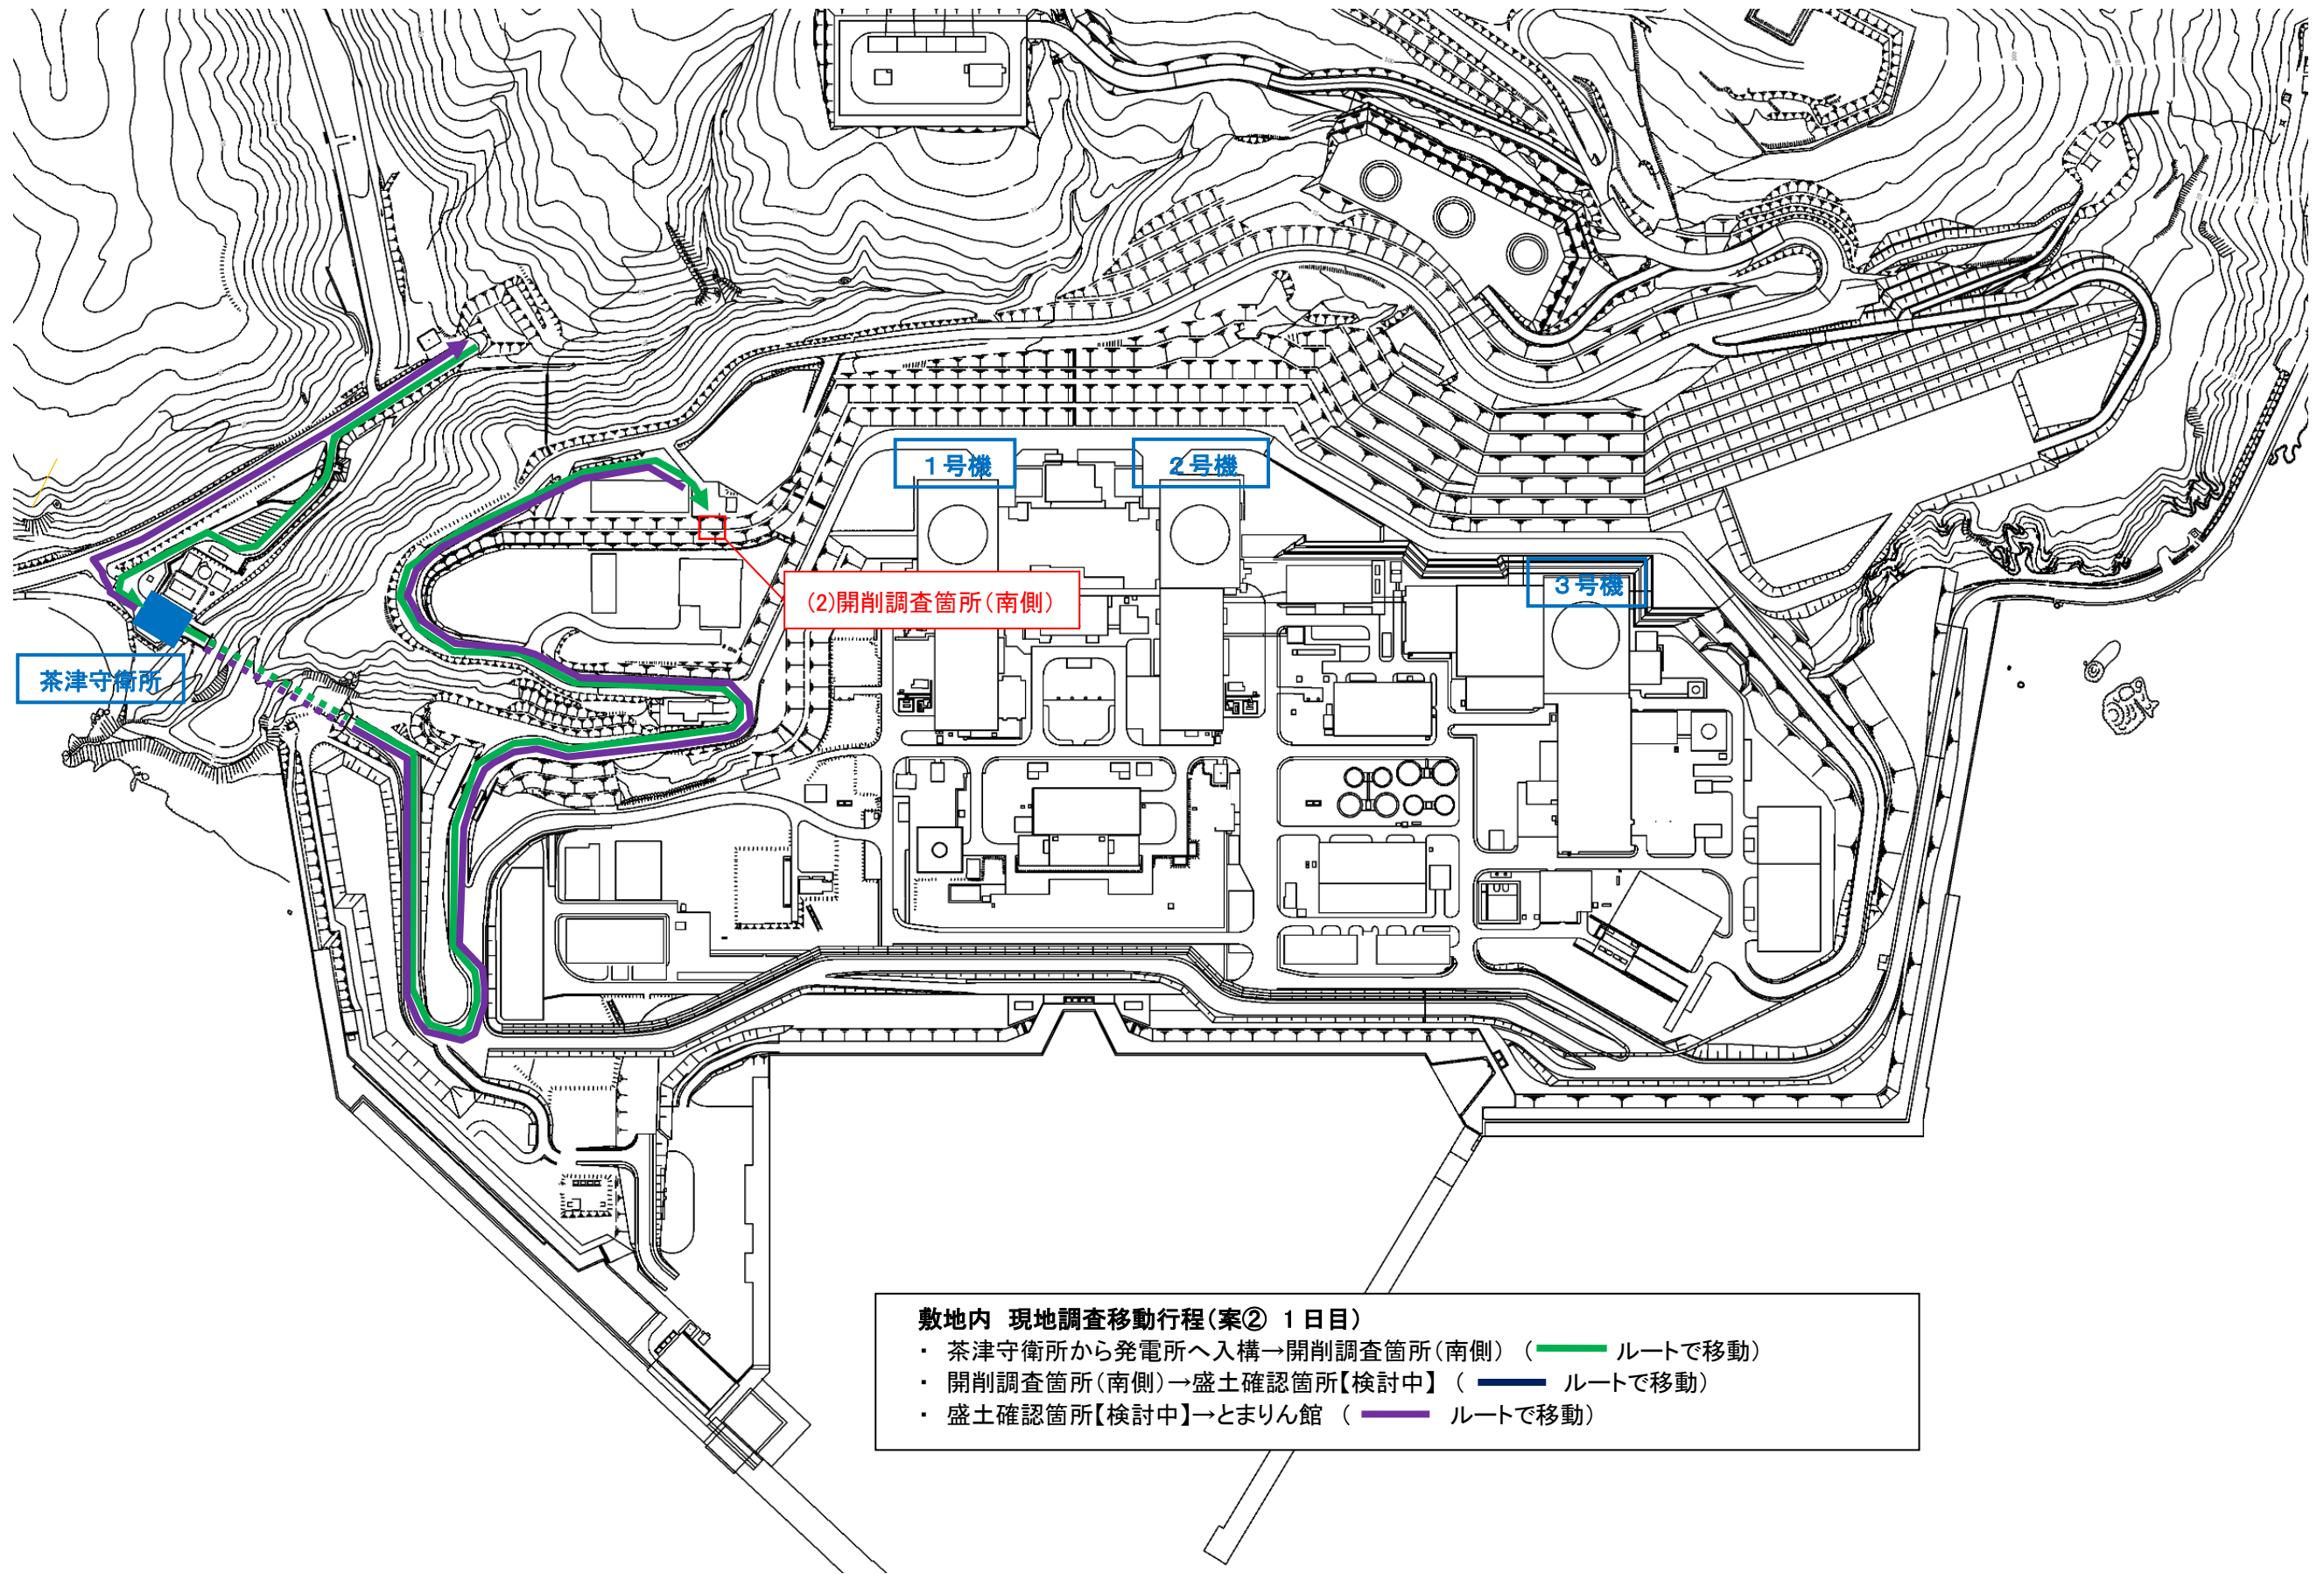 1号機
2号機
3号機
(2)開削調査箇所(南側)
茶津守衛所
敷地内 現地調査移動行程(案② 1日目)
・ 茶津守衛所から発電所へ入構→開削調査箇所(南側) ( ルートで移動)
・ 開削調査箇所(南側)→盛土確認箇所【検討中】 ( ルートで移動)
・ 盛土確認箇所【検討中】→とまりん館 ( ルートで移動)